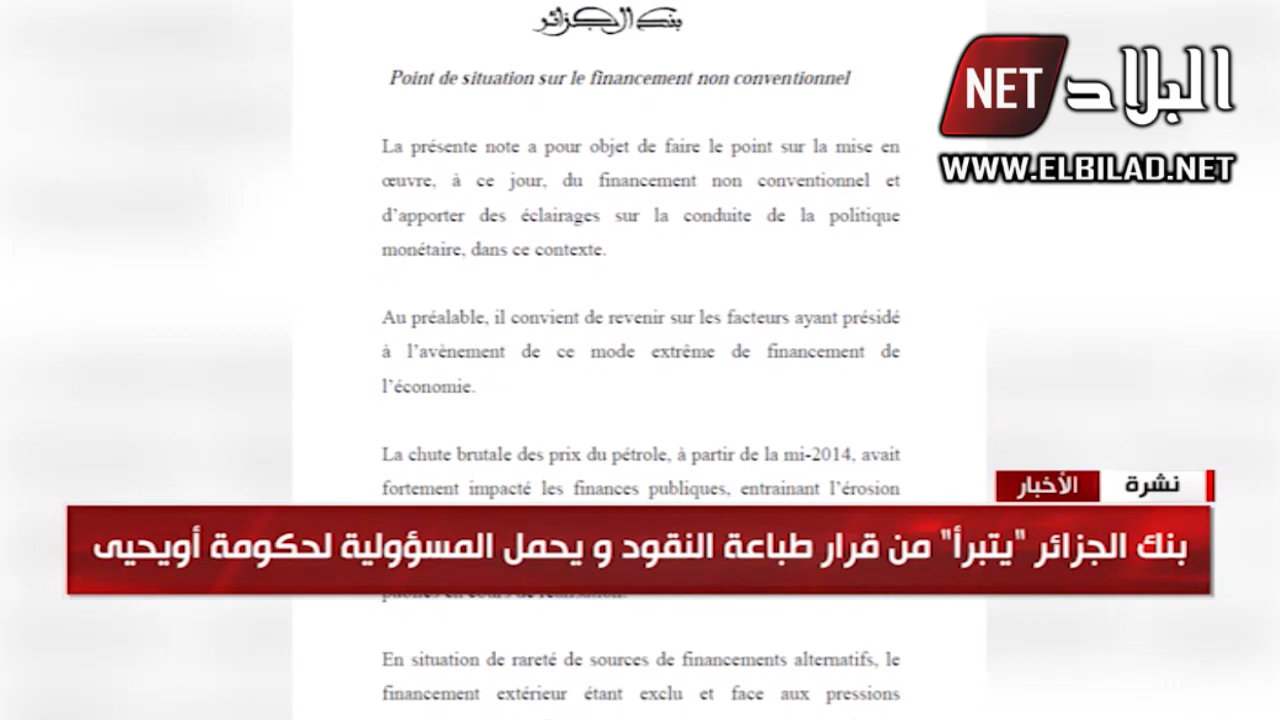 بنك الجزائر
Point de situation sur le financement non conventionnel
البلاد NET
WWW.ELBILAD.NET
La présente note a pour objet de faire le point sur la mise en
œuvre, à ce jour, du financement non conventionnel et
d’apporter des éclairages sur la conduite de la politique
monétaire, dans ce contexte.
Au préalable, il convient de revenir sur les facteurs ayant présidé
à l’avènement de ce mode extrême de financement de
l’économie.
La chute brutale des prix du pétrole, à partir de la mi-2014, avait
fortement impacté les finances publiques, entrainant l’érosion
نشرة الأخبار
بنك الجزائر "يتبرأ" من قرار طباعة النقود و يحمل المسؤولية لحكومة أويحيى
En situation de rareté de sources de financements alternatifs, le
financement extérieur étant exclu et face aux pressions